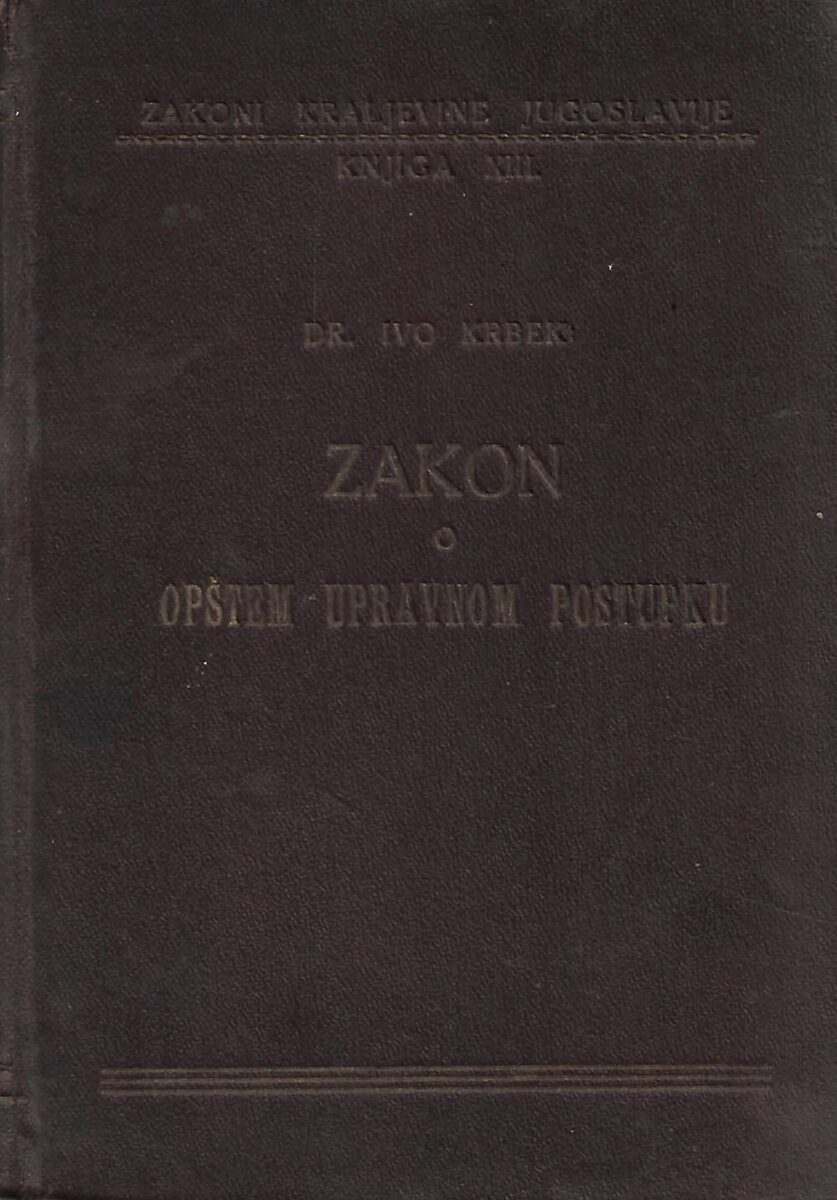 ZAKONI KRALJEVINE JUGOSLAVIJE
KNJIGA XIII.
DR. IVO KRBEK:
ZAKON
O
OPŠTEM UPRAVNOM POSTUPKU